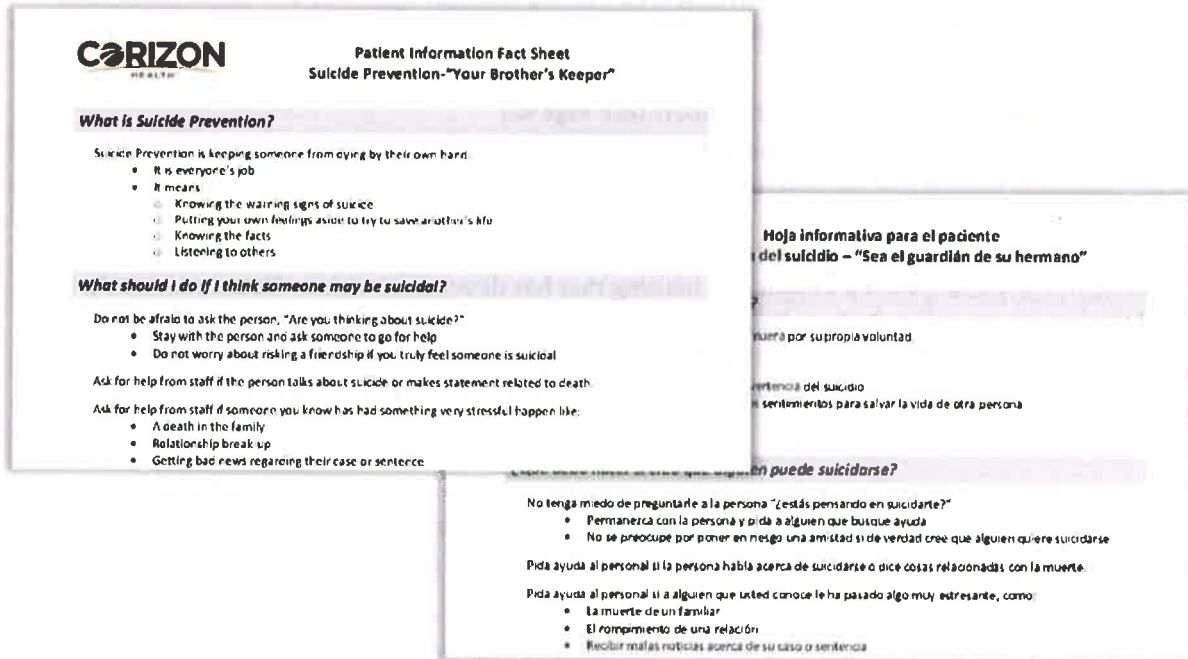 CORIZON
HEALTH
Patient Information Fact Sheet
Suicide Prevention-"Your Brother's Keeper"
What is Suicide Prevention?
Suicide Prevention is keeping someone from dying by their own hand
• It is everyone's job
• It means
○ Knowing the warning signs of suicide
○ Putting your own feelings aside to try to save another's life
○ Knowing the facts
○ Listening to others
What should I do if I think someone may be suicidal?
Do not be afraid to ask the person, "Are you thinking about suicide?"
• Stay with the person and ask someone to go for help
• Do not worry about risking a friendship if you truly feel someone is suicidal
Ask for help from staff if the person talks about suicide or makes statement related to death.
Ask for help from staff if someone you know has had something very stressful happen like:
• A death in the family
• Relationship break-up
• Getting bad news regarding their case or sentence
Hoja informativa para el paciente
del suicidio – "Sea el guardián de su hermano"
?
muera por su propia voluntad
del suicidio
sentimientos para salvar la vida de otra persona
puede suicidarse?
No tenga miedo de preguntarle a la persona "¿estás pensando en suicidarte?"
• Permanezca con la persona y pida a alguien que busque ayuda
• No se preocupe por poner en riesgo una amistad si de verdad cree que alguien quiere suicidarse
Pida ayuda al personal si la persona habla acerca de suicidarse o dice cosas relacionadas con la muerte.
Pida ayuda al personal si a alguien que usted conoce le ha pasado algo muy estresante, como
• La muerte de un familiar
• El rompimiento de una relación
• Recibir malas noticias acerca de su caso o sentencia